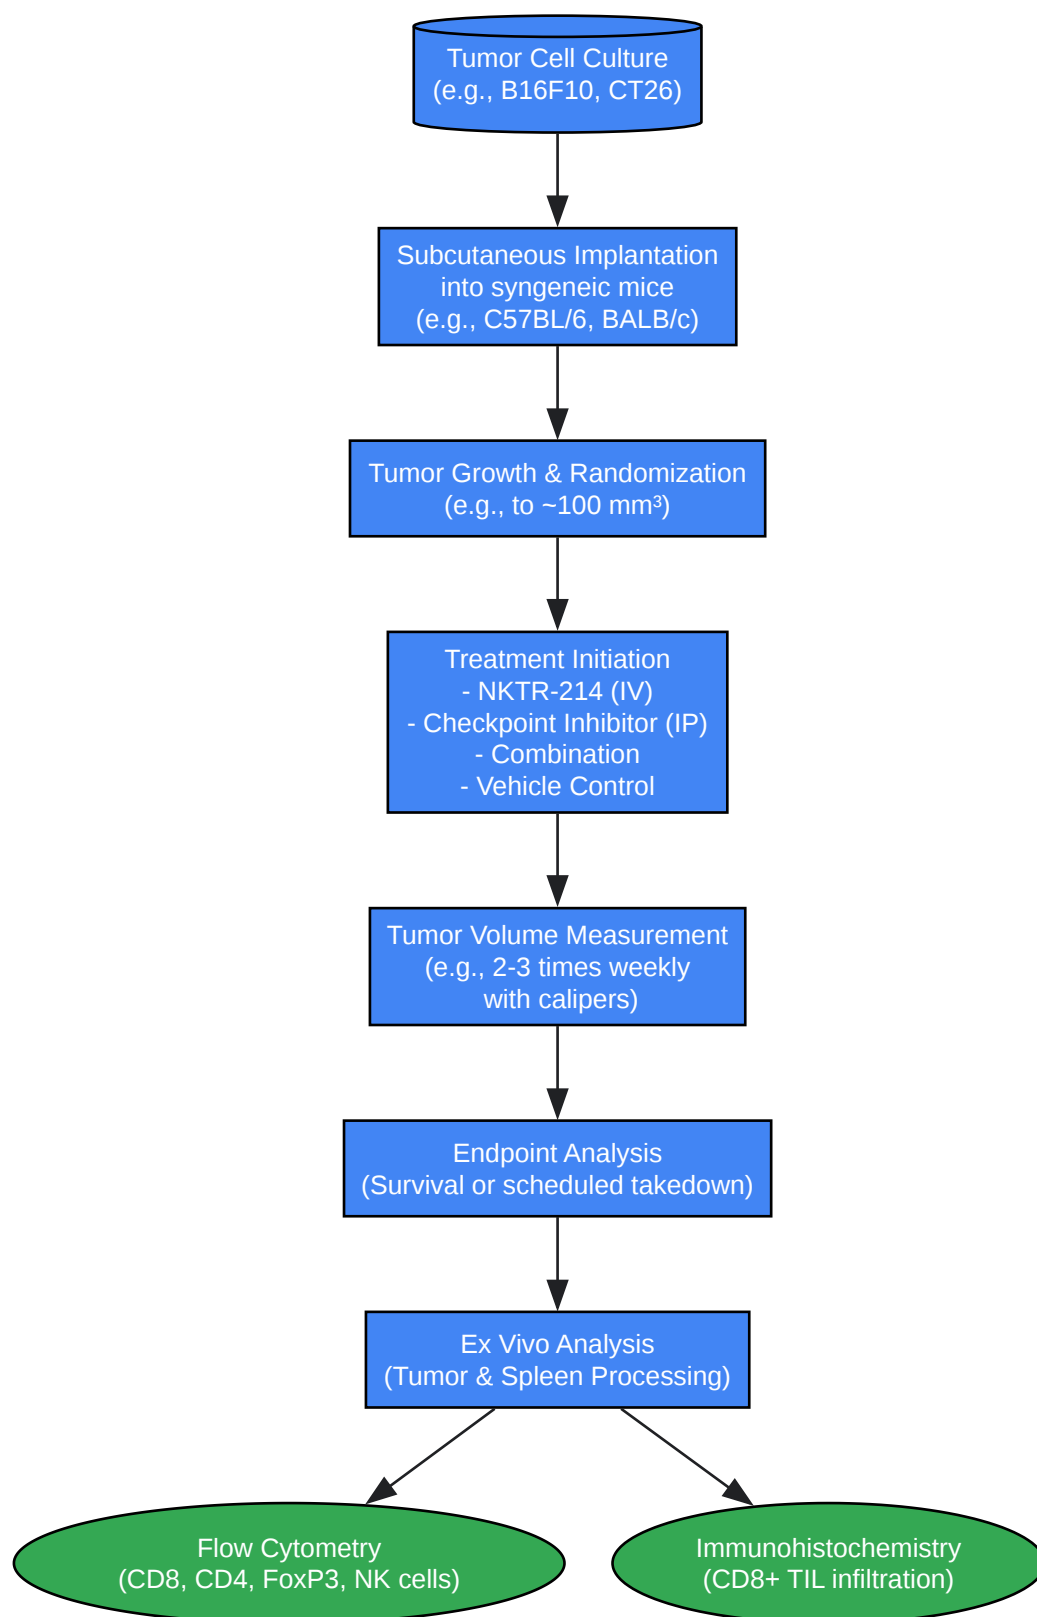 Tumor Cell Culture
(e.g., B16F10, CT26)
Subcutaneous Implantation
into syngeneic mice
(e.g., C57BL/6, BALB/c)
Tumor Growth & Randomization
(e.g., to ~100 mm³)
Treatment Initiation
- NKTR-214 (IV)
- Checkpoint Inhibitor (IP)
- Combination
- Vehicle Control
Tumor Volume Measurement
(e.g., 2-3 times weekly
with calipers)
Endpoint Analysis
(Survival or scheduled takedown)
Ex Vivo Analysis
(Tumor & Spleen Processing)
Flow Cytometry
(CD8, CD4, FoxP3, NK cells)
Immunohistochemistry
(CD8+ TIL infiltration)